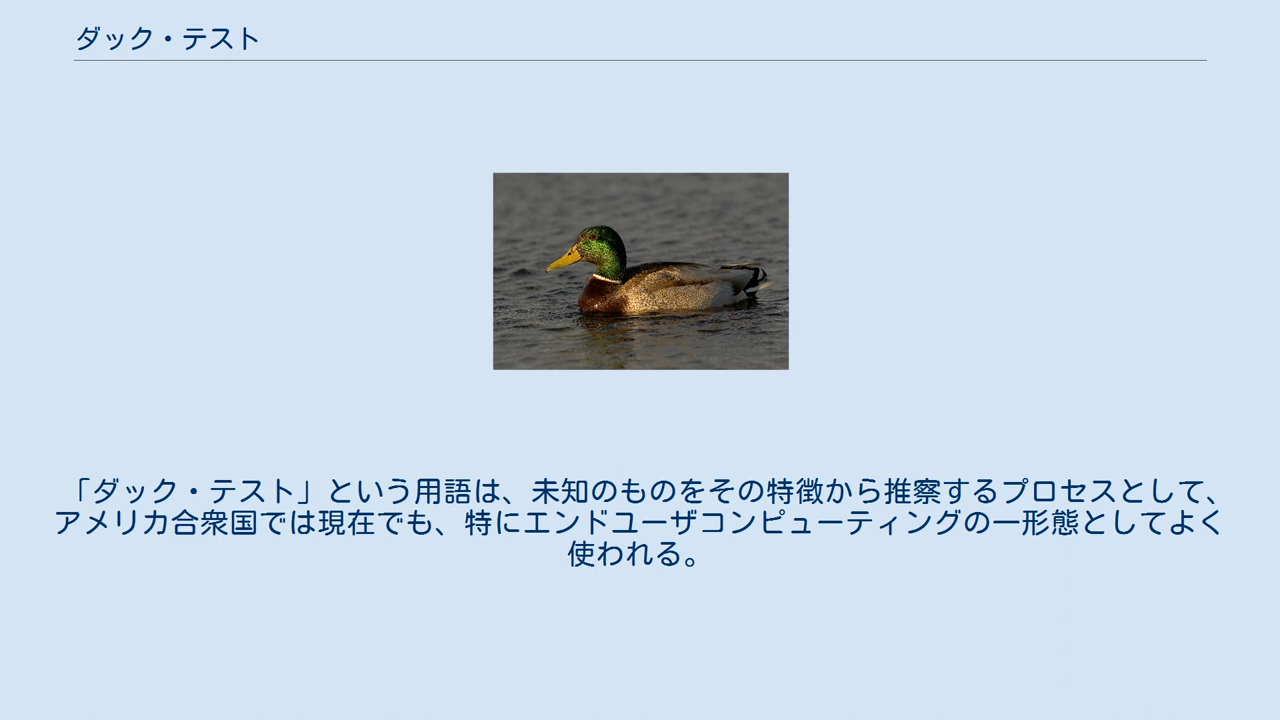 ダック・テスト
「ダック・テスト」という用語は、未知のものをその特徴から推察するプロセスとして、
アメリカ合衆国では現在でも、特にエンドユーザコンピューティングの一形態としてよく
使われる。